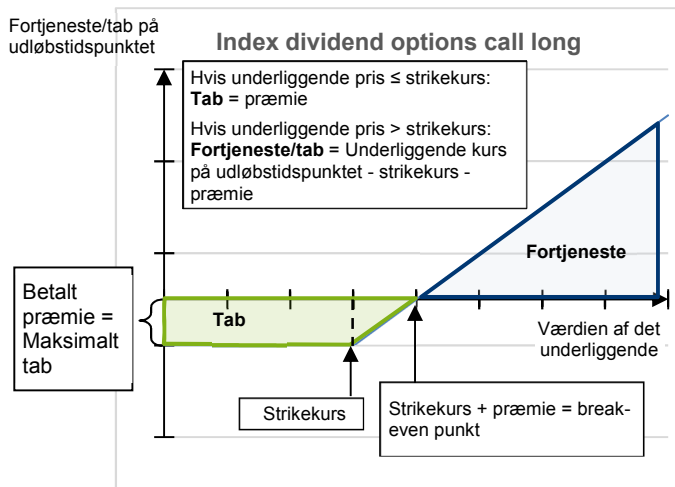 Fortjeneste/tab på
udløbstidspunktet
Index dividend options call long
Hvis underliggende pris ≤ strikekurs:
Tab = præmie
Hvis underliggende pris > strikekurs:
Fortjeneste/tab = Underliggende kurs
på udløbstidspunktet - strikekurs -
præmie
Fortjeneste
Betalt
præmie =
Maksimalt
tab
Tab
Værdien af det
underliggende
Strikekurs
Strikekurs + præmie = break-
even punkt